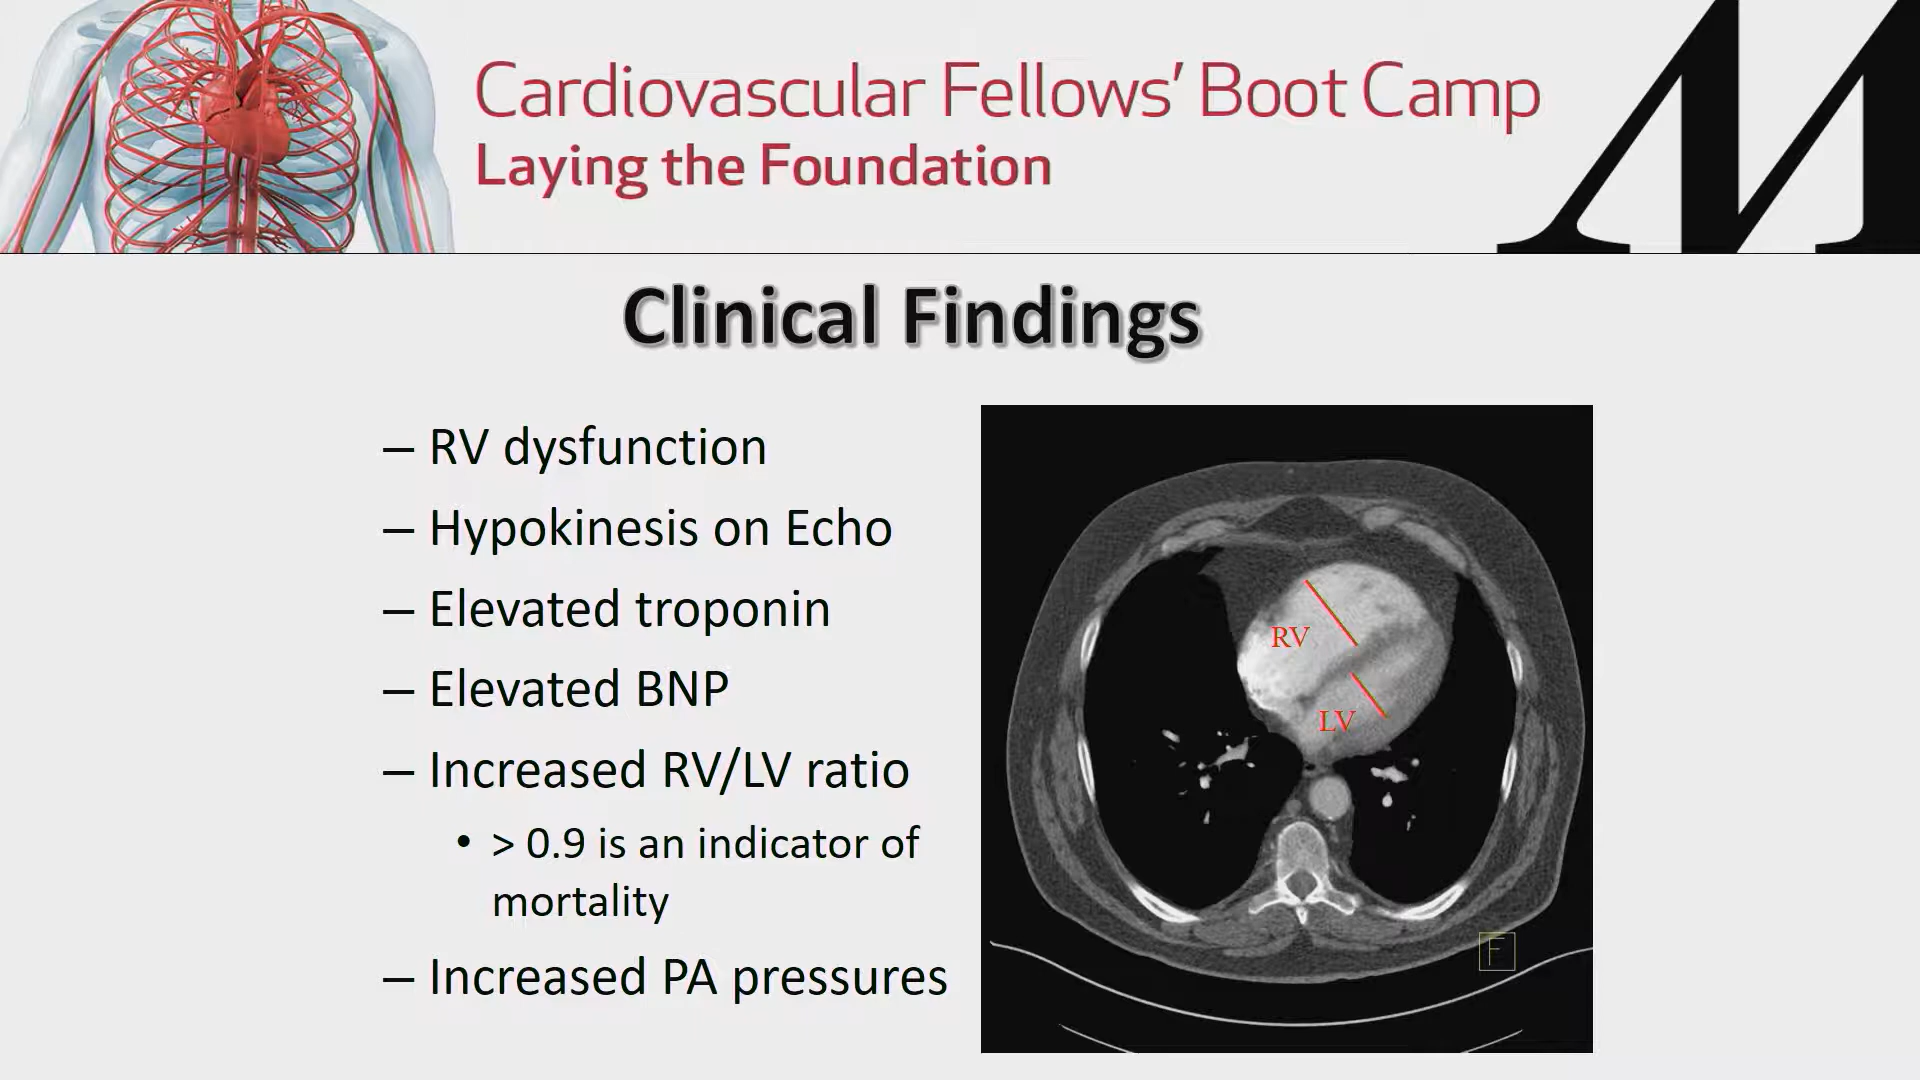 Cardiovascular Fellows' Boot Camp
Laying the Foundation
M
Clinical Findings
– RV dysfunction
– Hypokinesis on Echo
– Elevated troponin
– Elevated BNP
– Increased RV/LV ratio
• > 0.9 is an indicator of
mortality
– Increased PA pressures
RV
LV
F